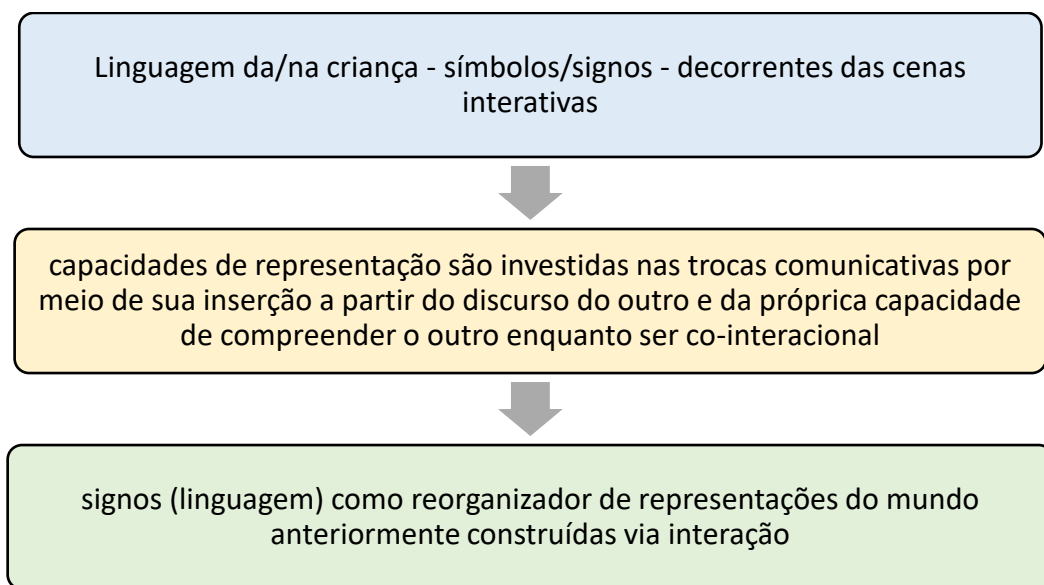 Linguagem da/na criança - símbolos/signos - decorrentes das cenas
interativas
capacidades de representação são investidas nas trocas comunicativas por
meio de sua inserção a partir do discurso do outro e da próprica capacidade
de compreender o outro enquanto ser co-interacional
signos (linguagem) como reorganizador de representações do mundo
anteriormente construídas via interação